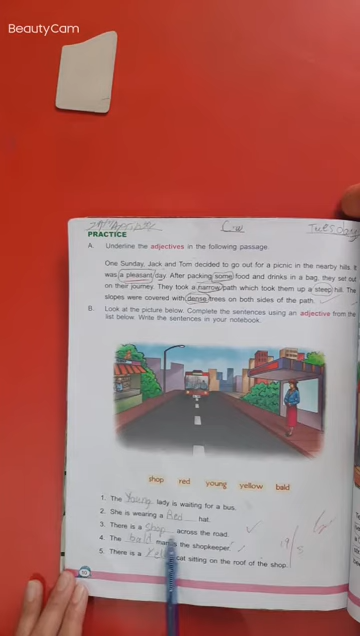 BeautyCam
CW
Tuesday
PRACTICE
A. Underline the adjectives in the following passage.
One Sunday, Jack and Tom decided to go out for a picnic in the nearby hills. It
was a pleasant day. After packing some food and drinks in a bag, they set out
on their journey. They took a narrow path which took them up a steep hill. The
slopes were covered with dense trees on both sides of the path.
B. Look at the picture below. Complete the sentences using an adjective from the
list below. Write the sentences in your notebook.
shop red young yellow bald
1. The Young lady is waiting for a bus.
2. She is wearing a Red hat.
3. There is a shop across the road.
4. The bald man is the shopkeeper.
5. There is a cat sitting on the roof of the shop.